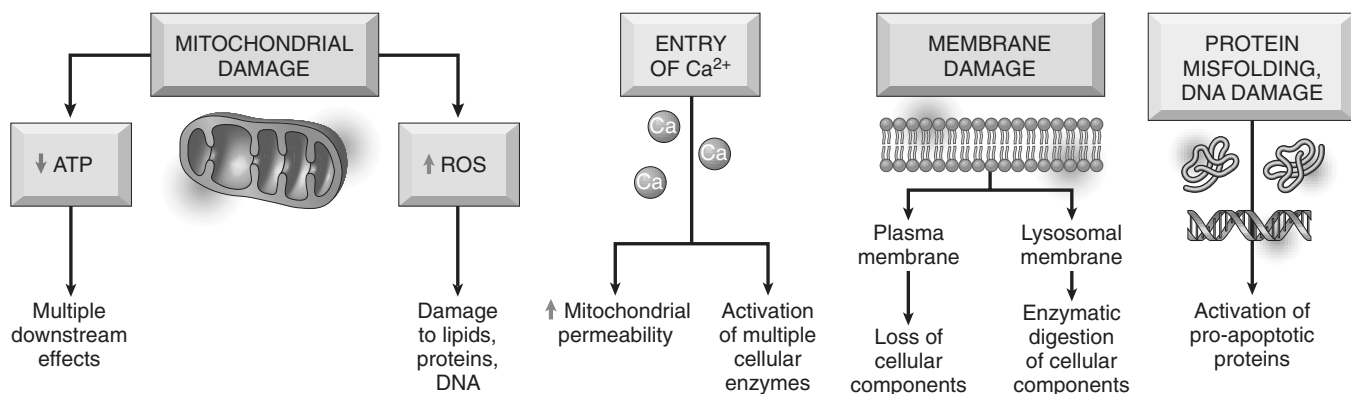 MITOCHONDRIAL
DAMAGE
↓ ATP
↑ ROS
Multiple
downstream
effects
Damage
to lipids,
proteins,
DNA
ENTRY
OF Ca²⁺
Ca
Ca
Ca
↑ Mitochondrial
permeability
Activation
of multiple
cellular
enzymes
MEMBRANE
DAMAGE
Plasma
membrane
Lysosomal
membrane
Loss of
cellular
components
Enzymatic
digestion
of cellular
components
PROTEIN
MISFOLDING,
DNA DAMAGE
Activation of
pro-apoptotic
proteins